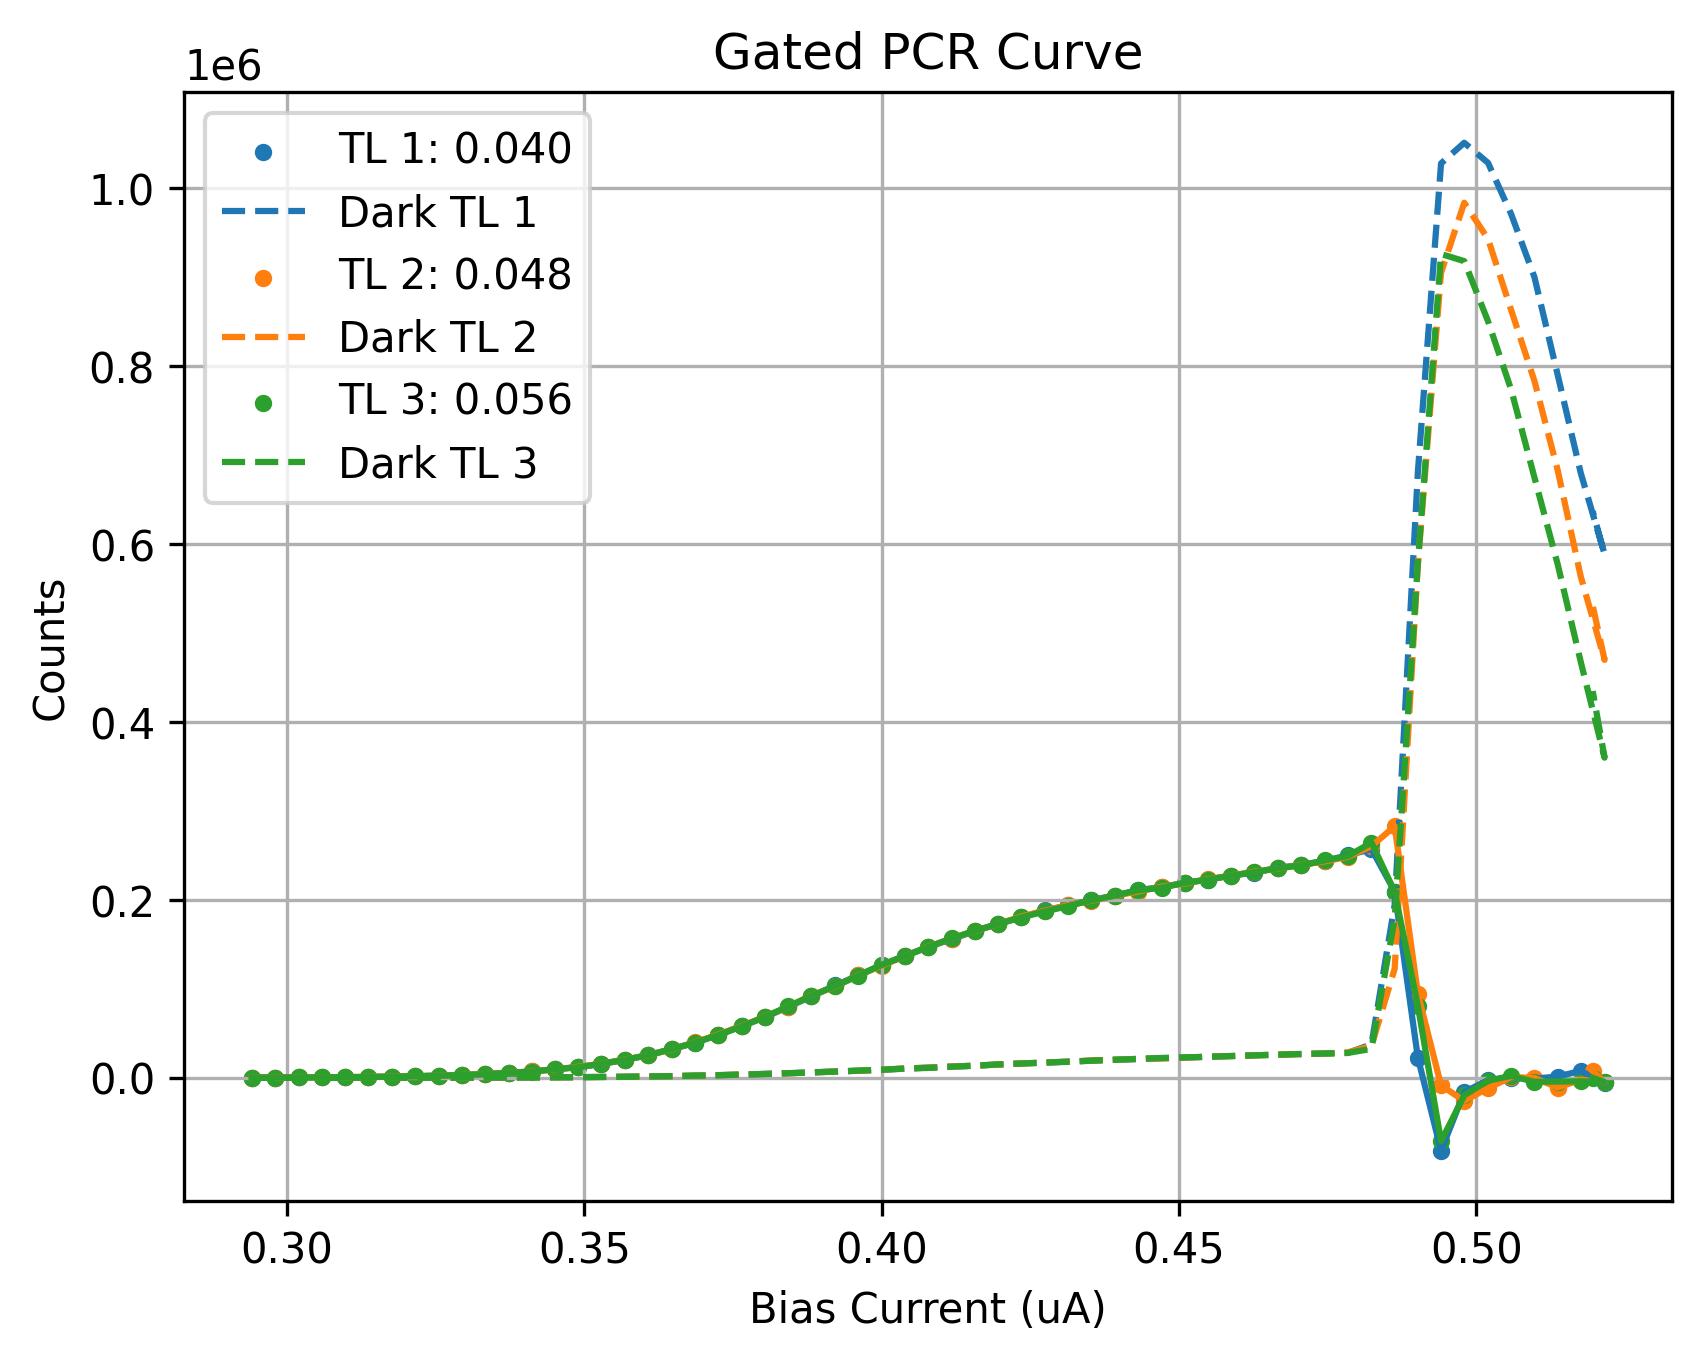 Gated PCR Curve
1e6
TL 1: 0.040
Dark TL 1
TL 2: 0.048
Dark TL 2
TL 3: 0.056
Dark TL 3
1.0
0.8
0.6
0.4
0.2
0.0
Counts
0.30 0.35 0.40 0.45 0.50
Bias Current (uA)